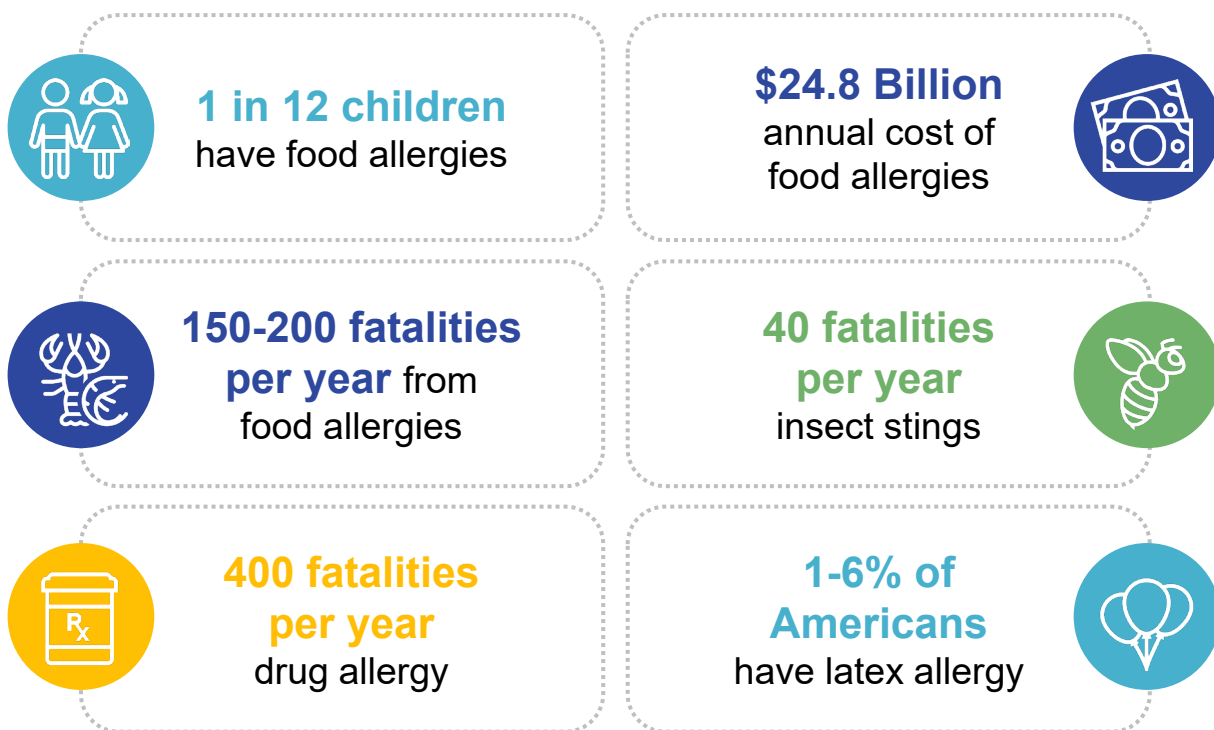 1 in 12 children
have food allergies
$24.8 Billion
annual cost of
food allergies
150-200 fatalities
per year from
food allergies
40 fatalities
per year
insect stings
Rx
400 fatalities
per year
drug allergy
1-6% of
Americans
have latex allergy